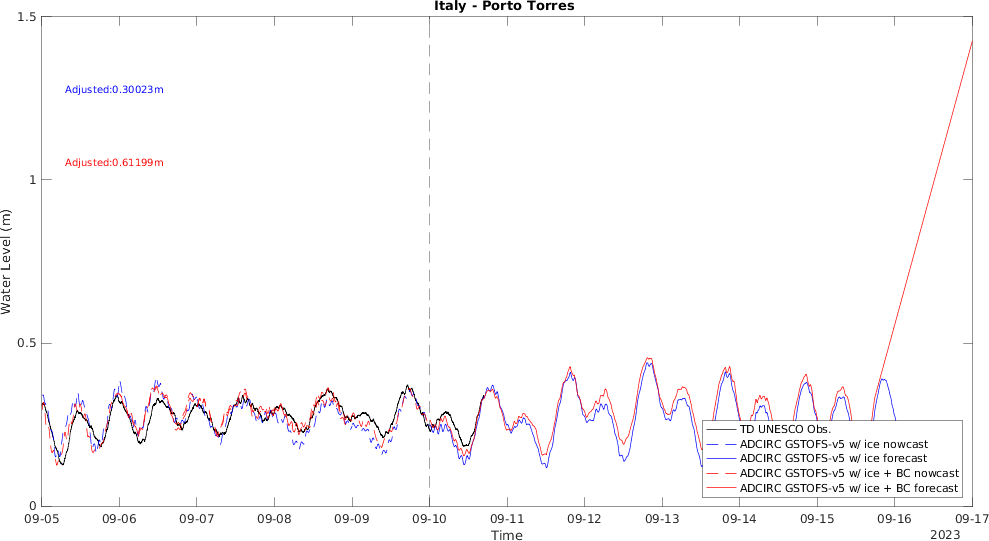 Italy - Porto Torres
1.5
1
0.5
0
Water Level (m)
Adjusted:0.30023m
Adjusted:0.61199m
TD UNESCO Obs.
ADCIRC GSTOFS-v5 w/ ice nowcast
ADCIRC GSTOFS-v5 w/ ice forecast
ADCIRC GSTOFS-v5 w/ ice + BC nowcast
ADCIRC GSTOFS-v5 w/ ice + BC forecast
09-05 09-06 09-07 09-08 09-09 09-10 09-11 09-12 09-13 09-14 09-15 09-16 09-17
Time
2023